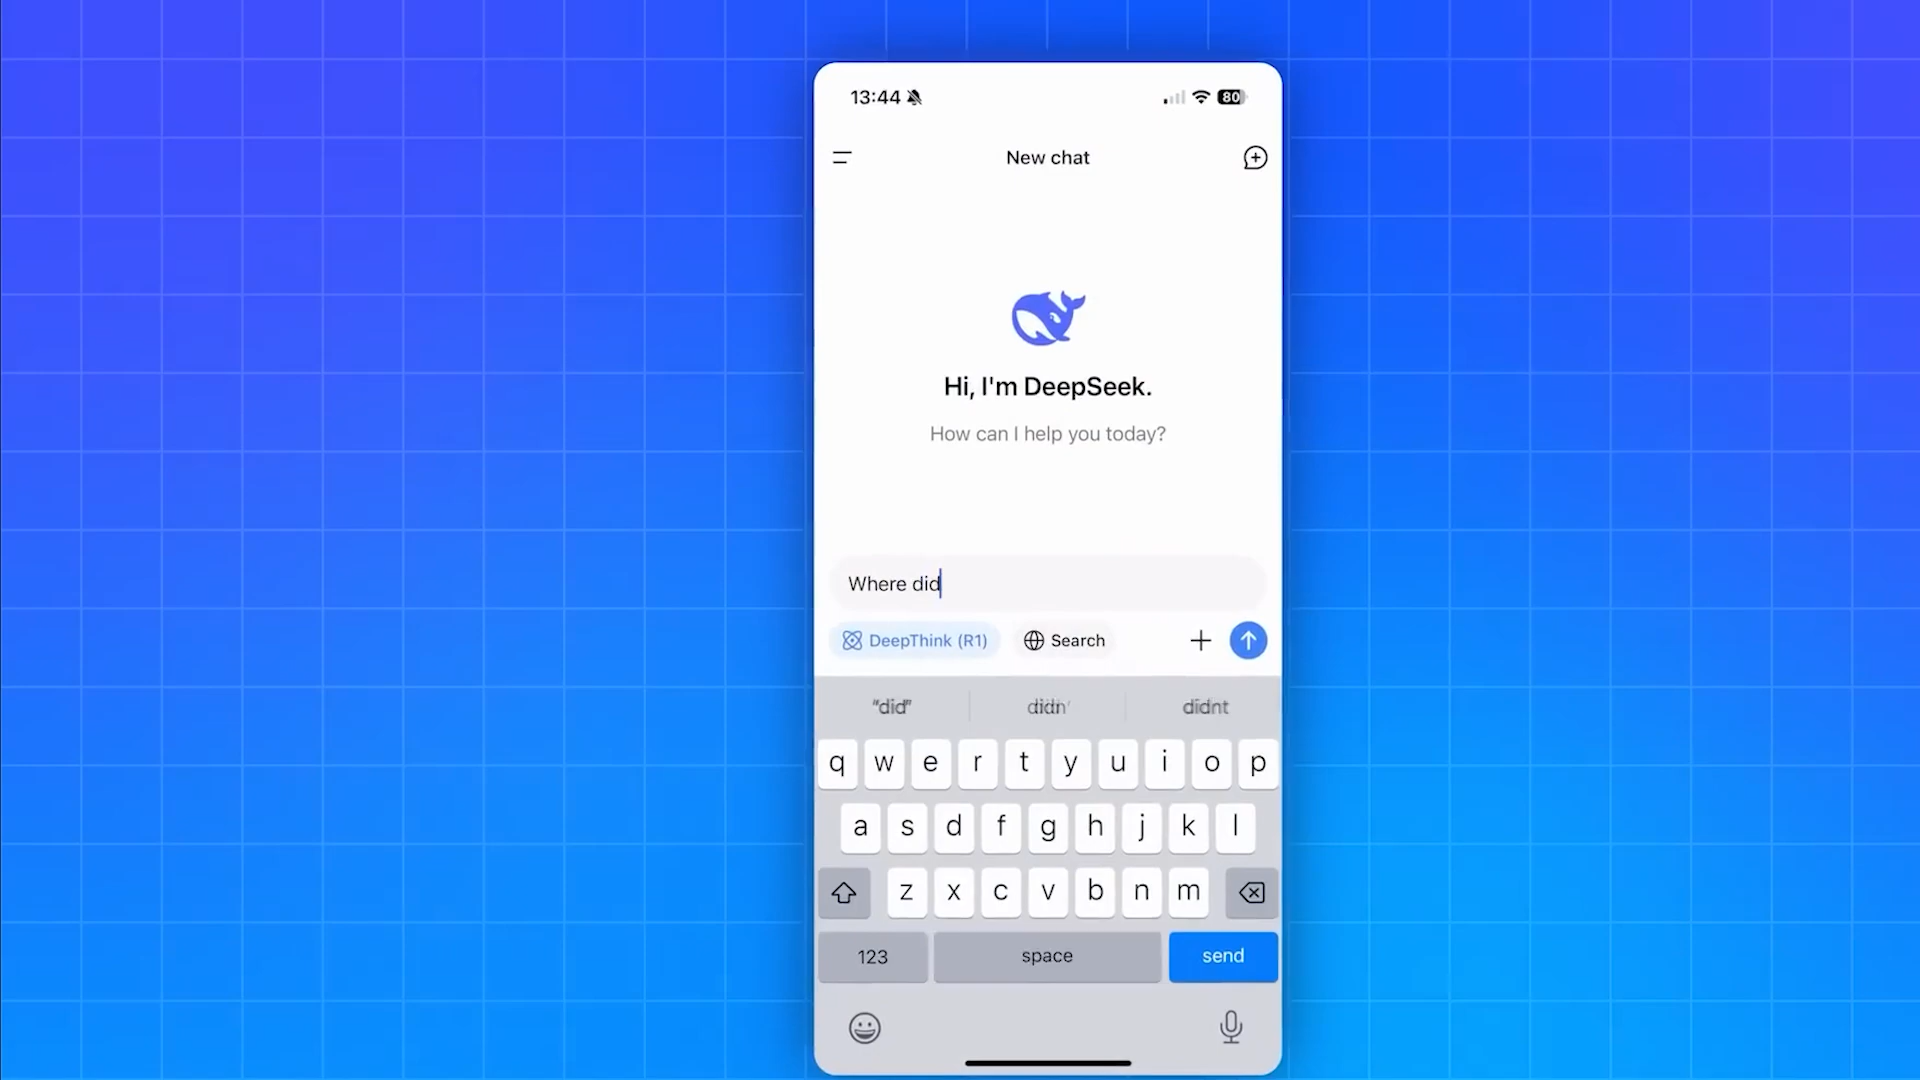 13:44 80
New chat
Hi, I'm DeepSeek.
How can I help you today?
Where did
DeepThink (R1) Search
"did" didnt
q w e r t y u i o p
a s d f g h j k l
z x c v b n m
123 space send